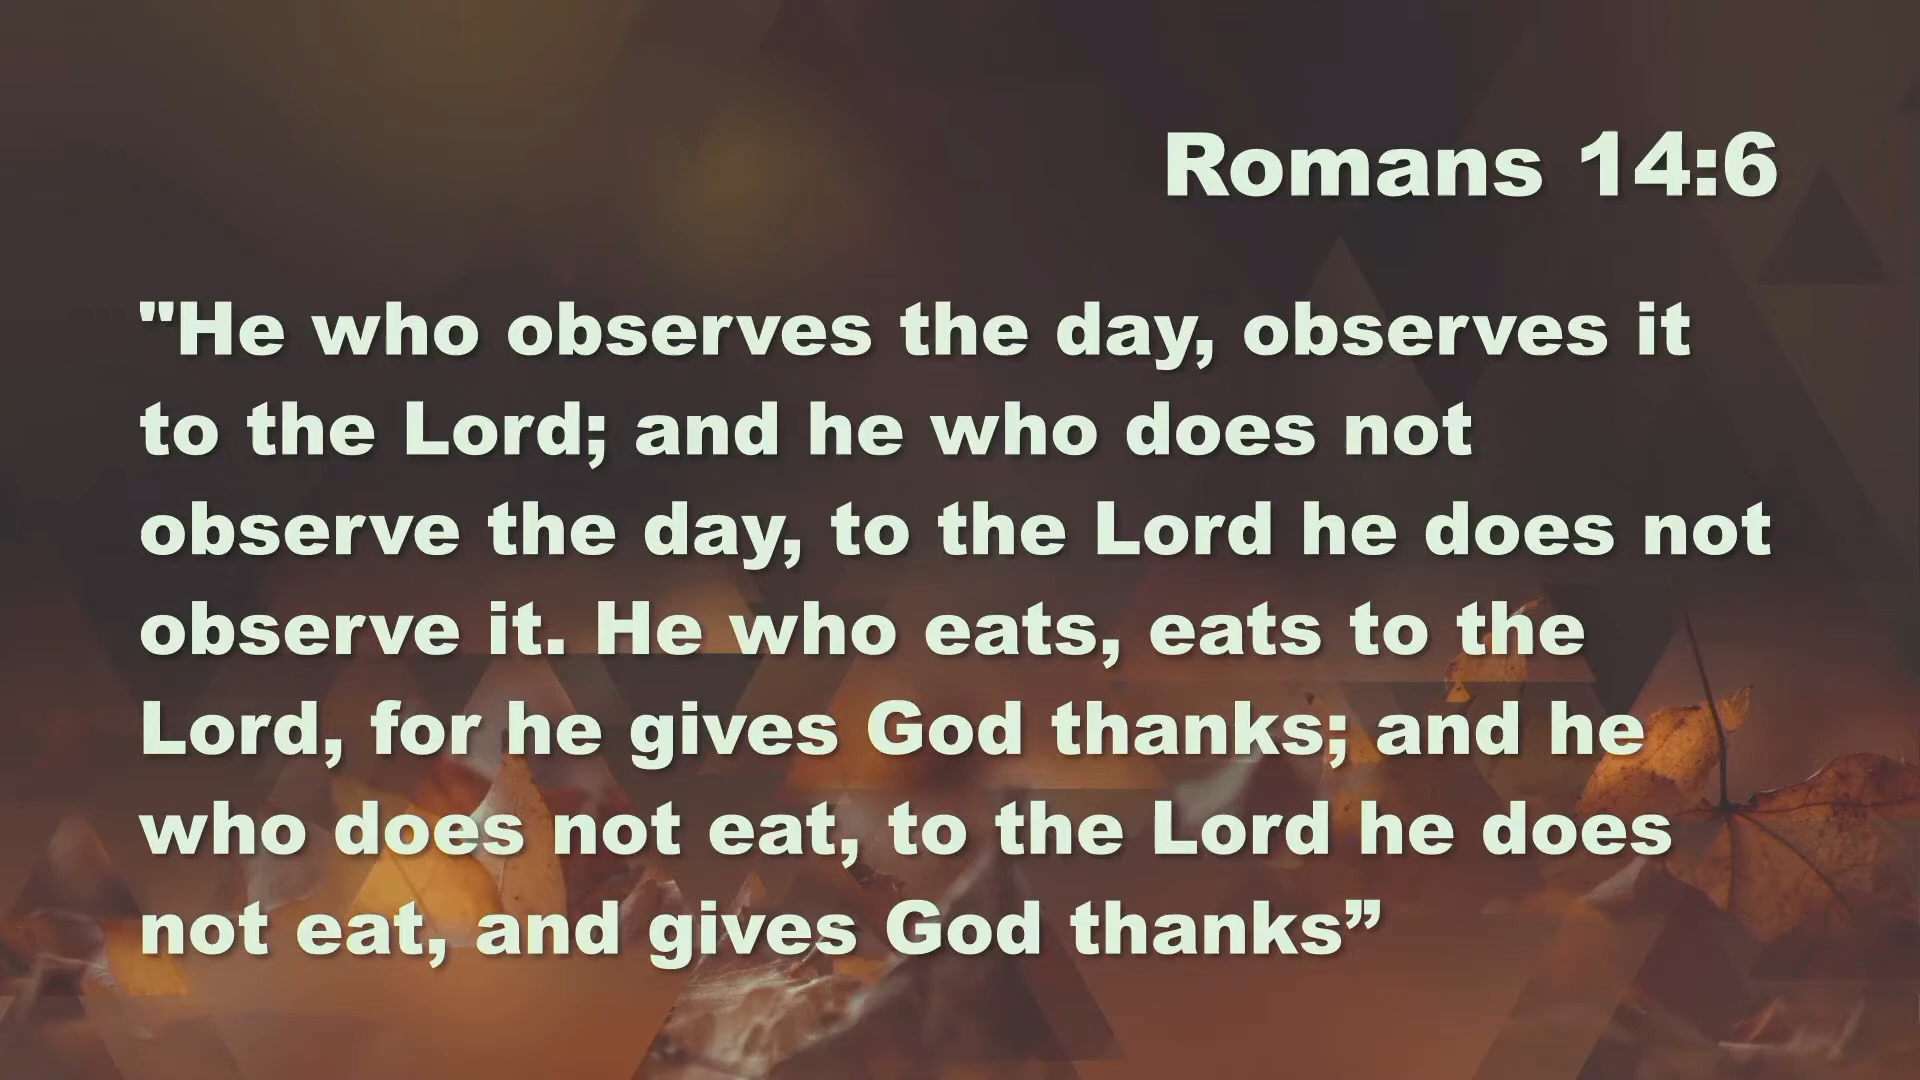 Romans 14:6
"He who observes the day, observes it
to the Lord; and he who does not
observe the day, to the Lord he does not
observe it. He who eats, eats to the
Lord, for he gives God thanks; and he
who does not eat, to the Lord he does
not eat, and gives God thanks”